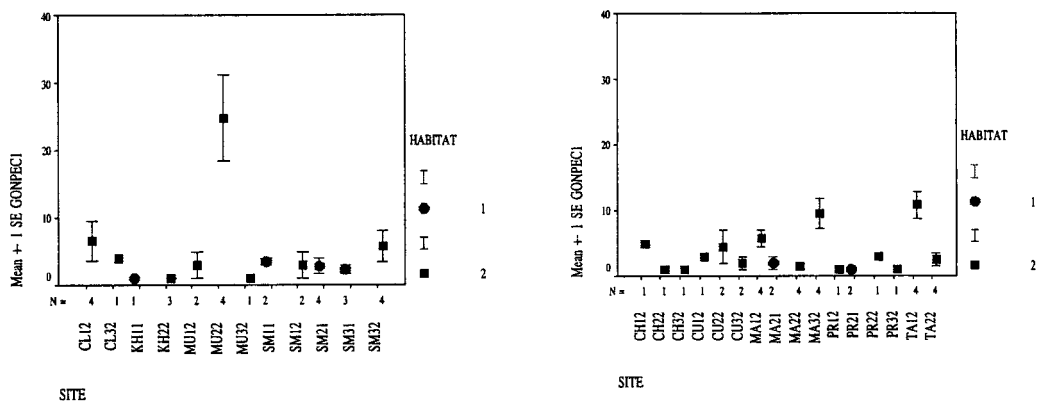 40
30
20
10
0
Mean +- 1 SE GONPEC1
N = 4 1 1 3 2 4 1 2 2 4 3 4
CL12 CL32 KH11 KH22 MU12 MU22 MU32 SM11 SM12 SM21 SM31 SM32
SITE
HABITAT
1
2
40
30
20
10
0
Mean +- 1 SE GONPEC1
N = 1 1 1 1 2 2 4 2 4 4 1 2 1 1 4 4
CH12 CH22 CH32 CU12 CU22 CU32 MA12 MA21 MA22 MA32 PR12 PR21 PR22 PR32 TA12 TA22
SITE
HABITAT
1
2